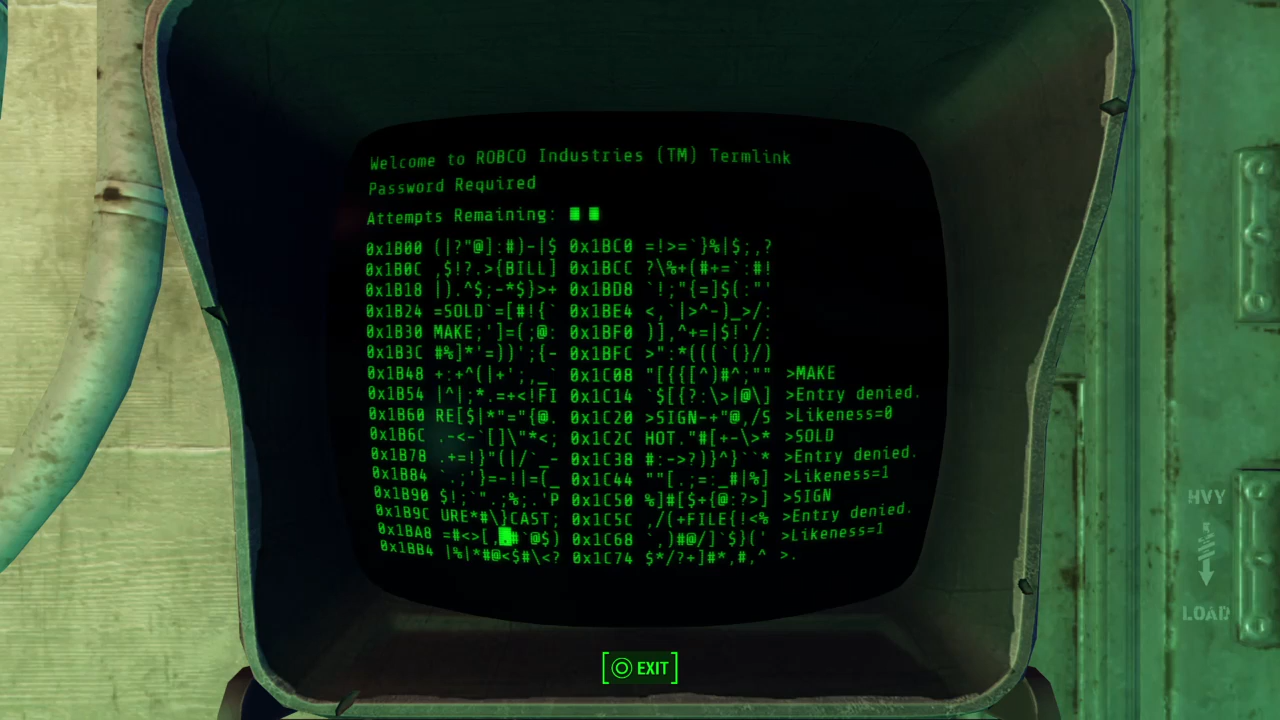 Welcome to ROBCO Industries (TM) Termlink
Password Required
Attempts Remaining: ■ ■
0x1B00 (|?"@]:#)-|$ 0x1BC0 =!>=`}%|$;,?
0x1B0C ,$!?.>{BILL] 0x1BCC ?\%+(#+=`:#!
0x1B18 |).^$;-*$}>+ 0x1BD8 `!;"{=]$(:"'
0x1B24 =SOLD`=[#!{` 0x1BE4 <,`|>^-)_>/:
0x1B30 MAKE;']=(;@: 0x1BF0 )],^+=|$!'/:
0x1B3C #%]*'=))';{- 0x1BFC >":*(((`(}/)
0x1B48 +:+^(|+';,_` 0x1C08 "[{{[^)#^;"" >MAKE
0x1B54 |^|;*.=+<!FI 0x1C14 `$[{?:\>|@\] >Entry denied.
0x1B60 RE[$|*"="{@. 0x1C20 >SIGN-+"@,/S >Likeness=0
0x1B6C .-<-`[]\"*<; 0x1C2C HOT."#[+-\>* >SOLD
0x1B78 .+=!}"(|/`_- 0x1C38 #:->?)}^}``* >Entry denied.
0x1B84 `.;'}=-!|={_ 0x1C44 ""[.;=:_#|%] >Likeness=1
0x1B90 $!;`".;%;.'P 0x1C50 %]#[$+{@:?>] >SIGN
0x1B9C URE*#\}CAST; 0x1C5C ,/(+FILE{!<% >Entry denied.
0x1BA8 =#<>[,.#`@$) 0x1C68 `.)#@/]`$}(' >Likeness=1
0x1BB4 |%|*#@<$#\<? 0x1C74 $*/?+]#*,#,^ >.
HVY
LOAD
EXIT